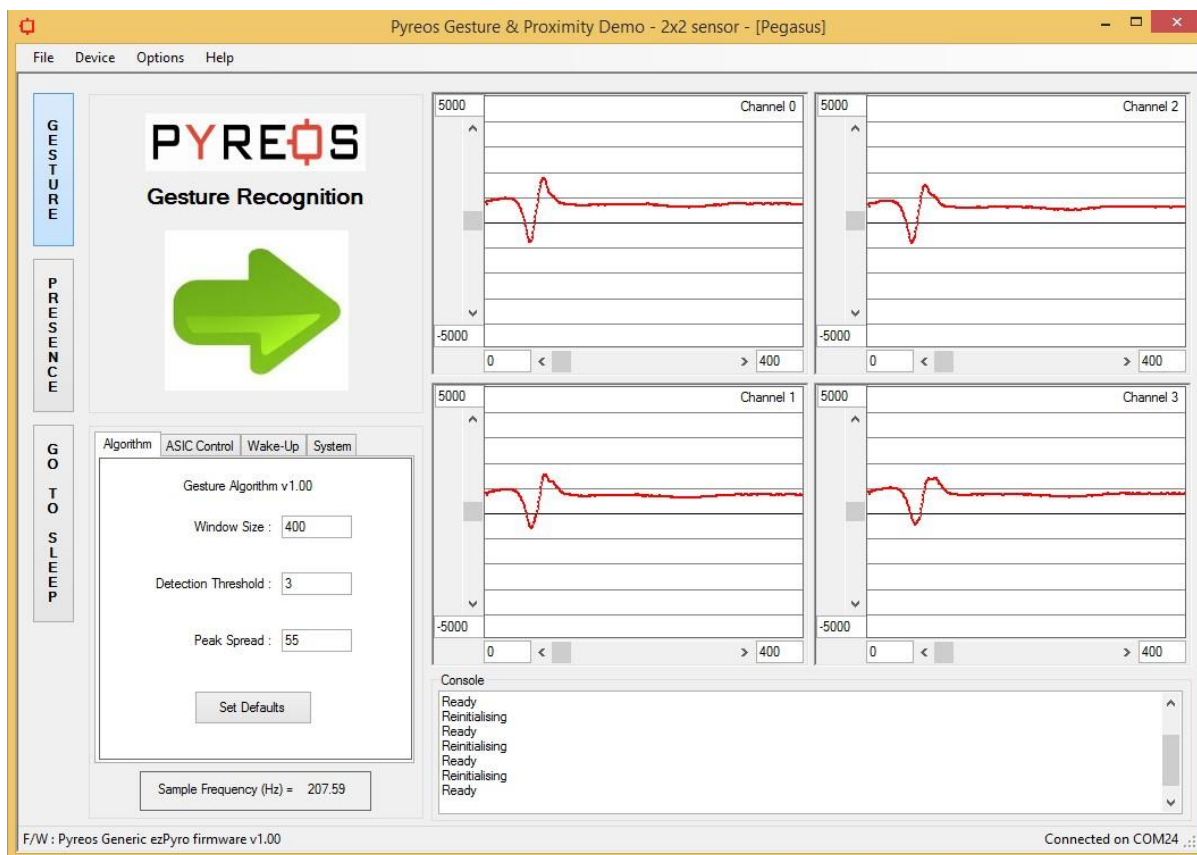 Pyreos Gesture & Proximity Demo - 2x2 sensor - [Pegasus]
File Device Options Help
GESTURE
PRESENCE
GO TO SLEEP
PYREOS
Gesture Recognition
Algorithm ASIC Control Wake-Up System
Gesture Algorithm v1.00
Window Size : 400
Detection Threshold : 3
Peak Spread : 55
Set Defaults
Sample Frequency (Hz) = 207.59
5000 Channel 0
-5000
0 < > 400
5000 Channel 2
-5000
0 < > 400
5000 Channel 1
-5000
0 < > 400
5000 Channel 3
-5000
0 < > 400
Console
Ready
Reinitialising
Ready
Reinitialising
Ready
Reinitialising
Ready
F/W : Pyreos Generic ezPyro firmware v1.00 Connected on COM24